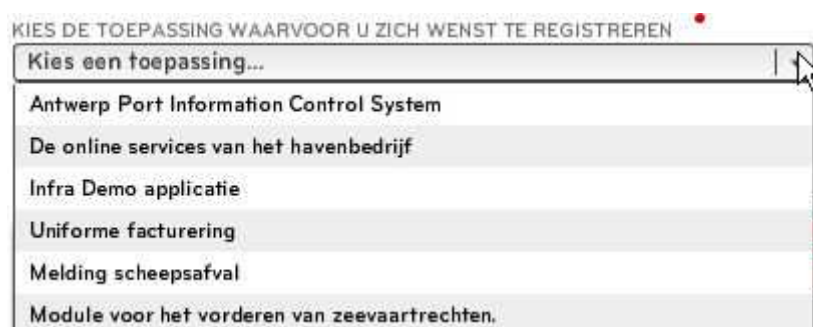 KIES DE TOEPASSING WAARVOOR U ZICH WENST TE REGISTREREN
Kies een toepassing...
Antwerp Port Information Control System
De online services van het havenbedrijf
Infra Demo applicatie
Uniforme facturering
Melding scheepsafval
Module voor het vorderen van zeevaartrechten.